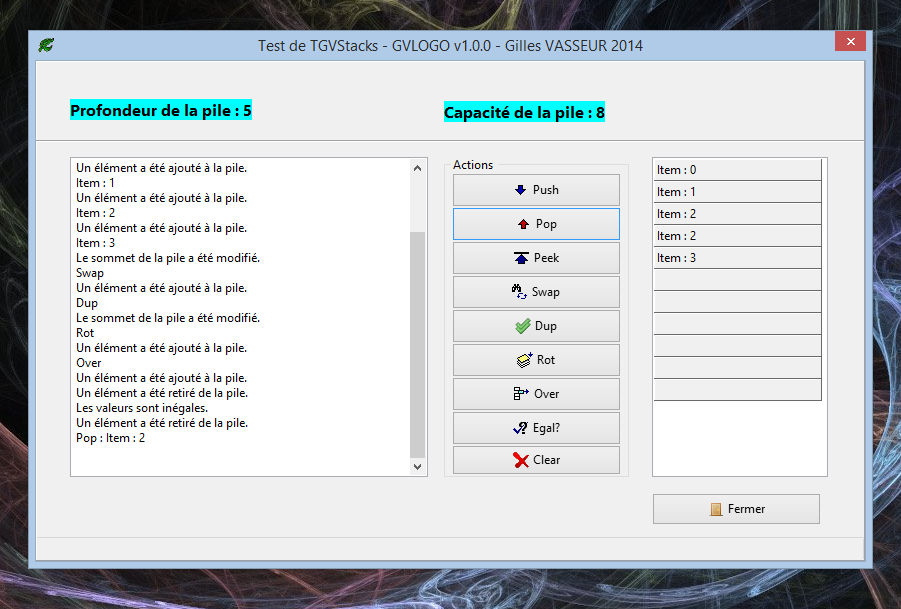 Test de TGVStacks - GVLOGO v1.0.0 - Gilles VASSEUR 2014
Profondeur de la pile : 5
Capacité de la pile : 8
Un élément a été ajouté à la pile.
Item : 1
Un élément a été ajouté à la pile.
Item : 2
Un élément a été ajouté à la pile.
Item : 3
Le sommet de la pile a été modifié.
Swap
Un élément a été ajouté à la pile.
Dup
Le sommet de la pile a été modifié.
Rot
Un élément a été ajouté à la pile.
Over
Un élément a été ajouté à la pile.
Un élément a été retiré de la pile.
Les valeurs sont inégales.
Un élément a été retiré de la pile.
Pop : Item : 2
Actions
Push
Pop
Peek
Swap
Dup
Rot
Over
Egal?
Clear
Item : 0
Item : 1
Item : 2
Item : 2
Item : 3
Fermer